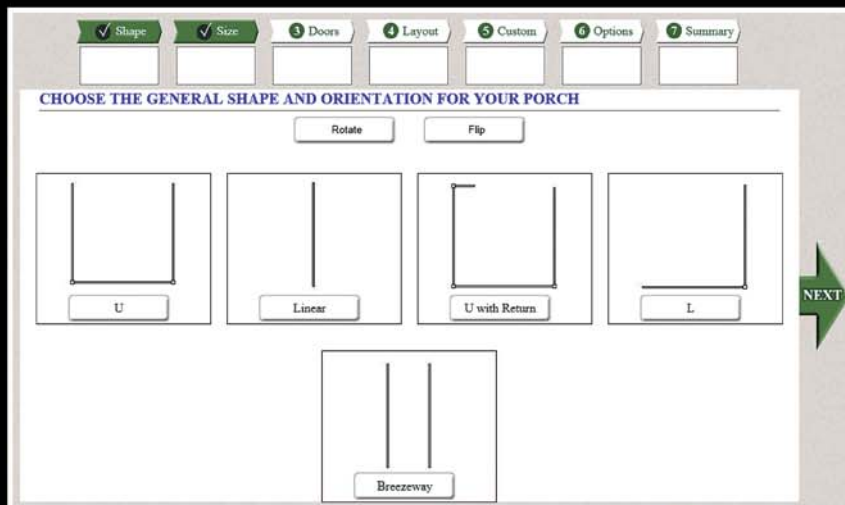 Shape
Size
3 Doors
4 Layout
5 Custom
6 Options
7 Summary
CHOOSE THE GENERAL SHAPE AND ORIENTATION FOR YOUR PORCH
Rotate
Flip
U
Linear
U with Return
L
NEXT
Breezeway